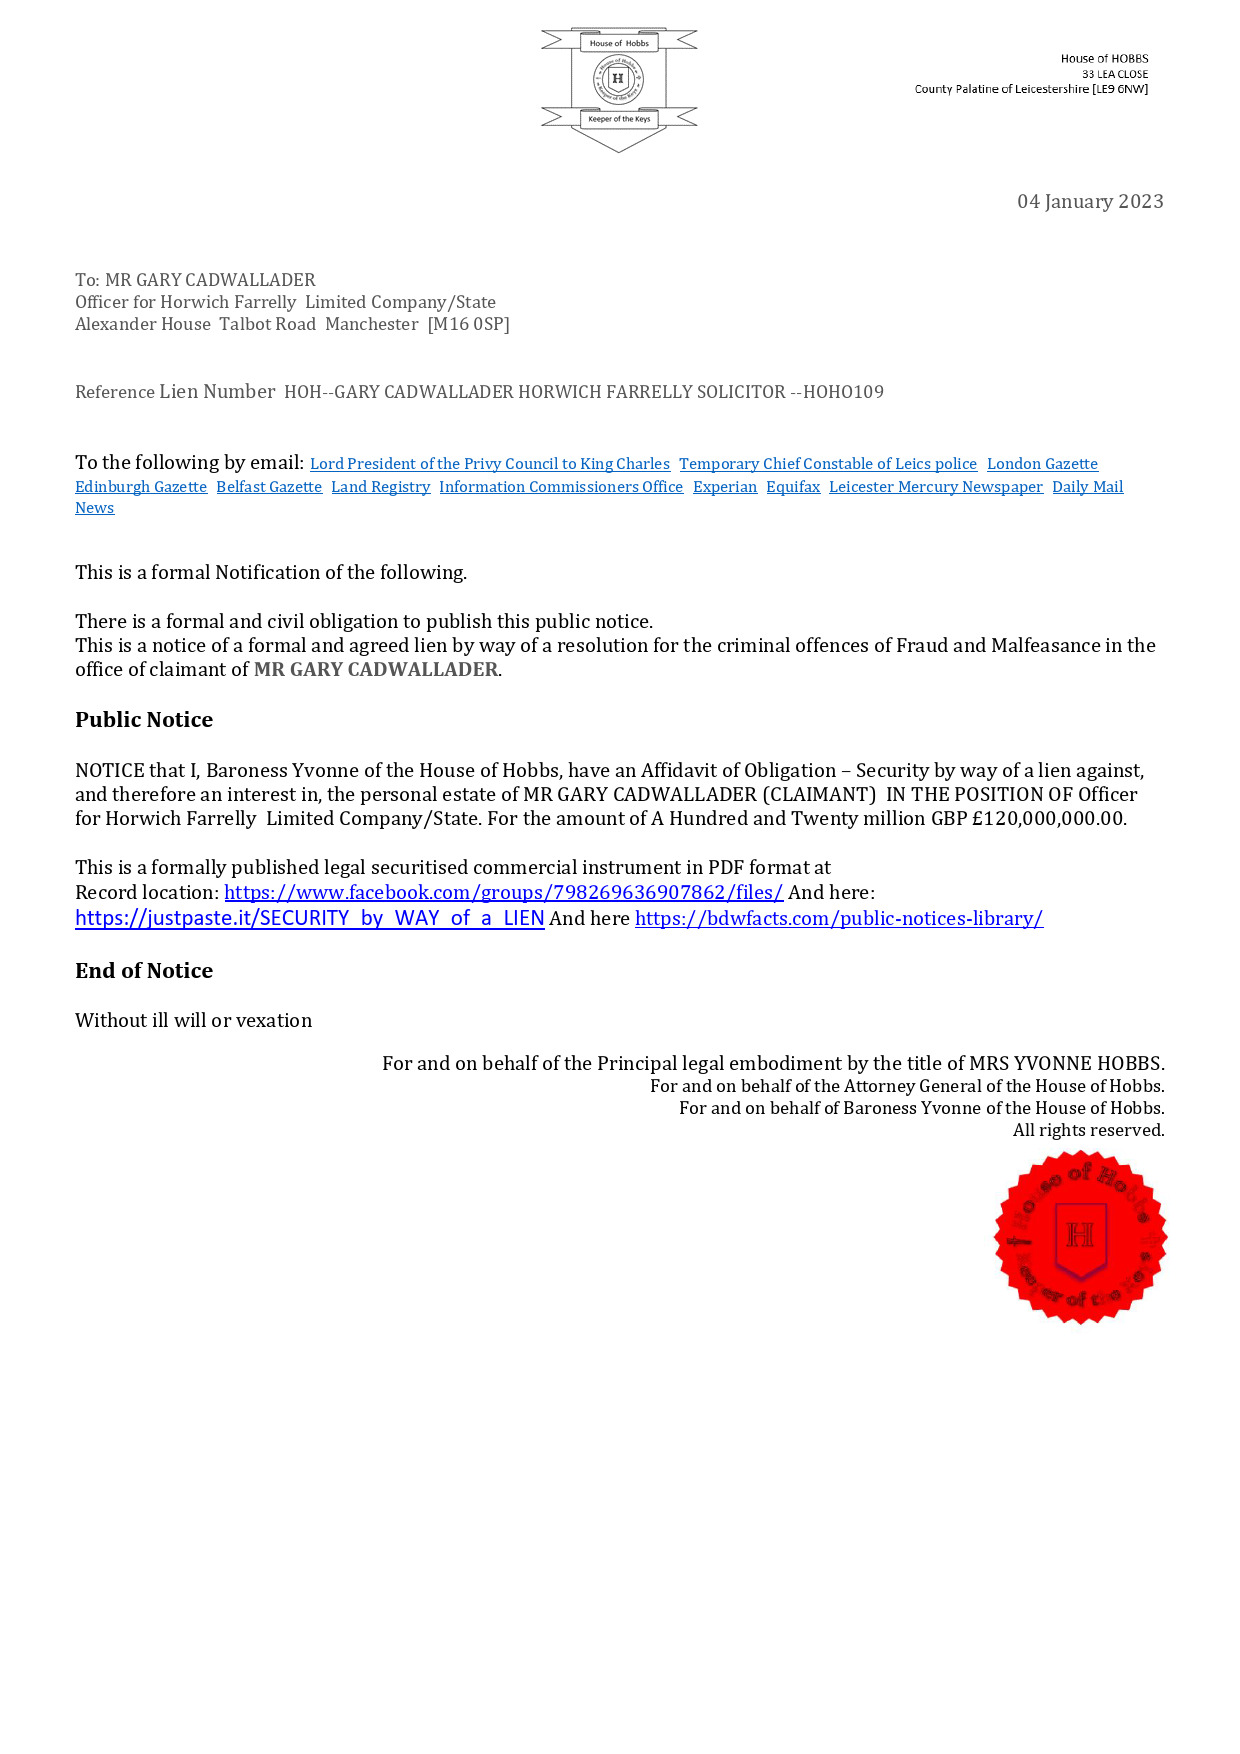 House of Hobbs
House of Hobbs
H
Keeper of the Keys
Keeper of the Keys
House of HOBBS
33 LEA CLOSE
County Palatine of Leicestershire [LE9 6NW]
04 January 2023
To: MR GARY CADWALLADER
Officer for Horwich Farrelly Limited Company/State
Alexander House Talbot Road Manchester [M16 0SP]
Reference Lien Number HOH--GARY CADWALLADER HORWICH FARRELLY SOLICITOR --HOHO109
To the following by email: Lord President of the Privy Council to King Charles Temporary Chief Constable of Leics police London Gazette
Edinburgh Gazette Belfast Gazette Land Registry Information Commissioners Office Experian Equifax Leicester Mercury Newspaper Daily Mail
News
This is a formal Notification of the following.
There is a formal and civil obligation to publish this public notice.
This is a notice of a formal and agreed lien by way of a resolution for the criminal offences of Fraud and Malfeasance in the
office of claimant of MR GARY CADWALLADER.
Public Notice
NOTICE that I, Baroness Yvonne of the House of Hobbs, have an Affidavit of Obligation – Security by way of a lien against,
and therefore an interest in, the personal estate of MR GARY CADWALLADER (CLAIMANT) IN THE POSITION OF Officer
for Horwich Farrelly Limited Company/State. For the amount of A Hundred and Twenty million GBP £120,000,000.00.
This is a formally published legal securitised commercial instrument in PDF format at
Record location: https://www.facebook.com/groups/798269636907862/files/ And here:
https://justpaste.it/SECURITY_by_WAY_of_a_LIEN And here https://bdwfacts.com/public-notices-library/
End of Notice
Without ill will or vexation
For and on behalf of the Principal legal embodiment by the title of MRS YVONNE HOBBS.
For and on behalf of the Attorney General of the House of Hobbs.
For and on behalf of Baroness Yvonne of the House of Hobbs.
All rights reserved.
House of Hobbs
H
Keeper of the Keys